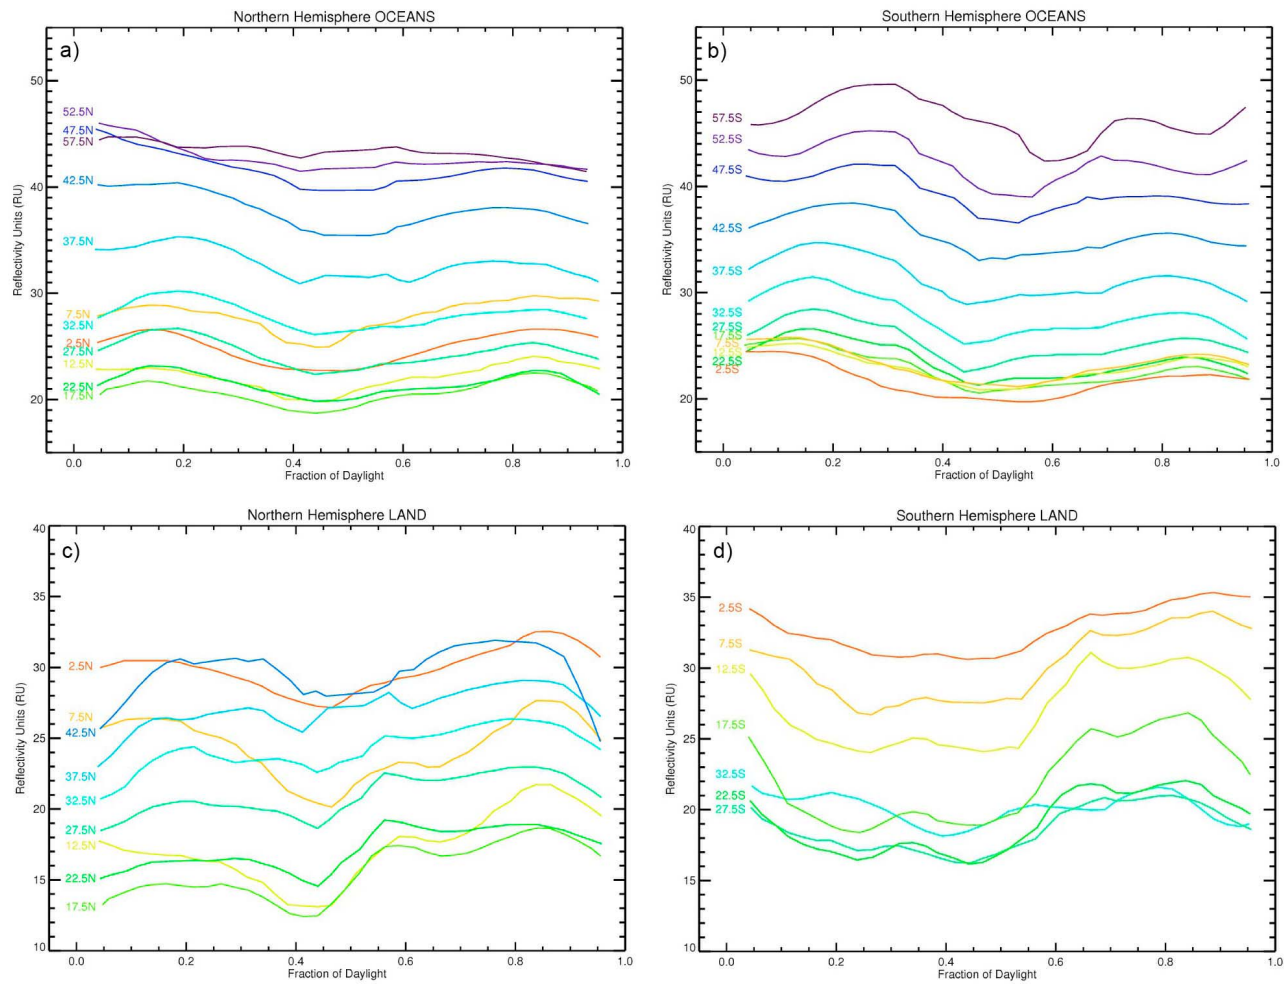 Northern Hemisphere OCEANS
a)
Reflectivity Units (RU)
50
40
30
20
52.5N
47.5N
57.5N
42.5N
37.5N
7.5N
32.5N
2.5N
27.5N
12.5N
22.5N
17.5N
0.0 0.2 0.4 0.6 0.8 1.0
Fraction of Daylight
Southern Hemisphere OCEANS
b)
Reflectivity Units (RU)
50
40
30
20
57.5S
52.5S
47.5S
42.5S
37.5S
32.5S
27.5S
17.5S
7.5S
12.5S
22.5S
2.5S
0.0 0.2 0.4 0.6 0.8 1.0
Fraction of Daylight
Northern Hemisphere LAND
c)
Reflectivity Units (RU)
40
35
30
25
20
15
10
2.5N
7.5N
42.5N
37.5N
32.5N
27.5N
12.5N
22.5N
17.5N
0.0 0.2 0.4 0.6 0.8 1.0
Fraction of Daylight
Southern Hemisphere LAND
d)
Reflectivity Units (RU)
40
35
30
25
20
15
10
2.5S
7.5S
12.5S
17.5S
32.5S
22.5S
27.5S
0.0 0.2 0.4 0.6 0.8 1.0
Fraction of Daylight